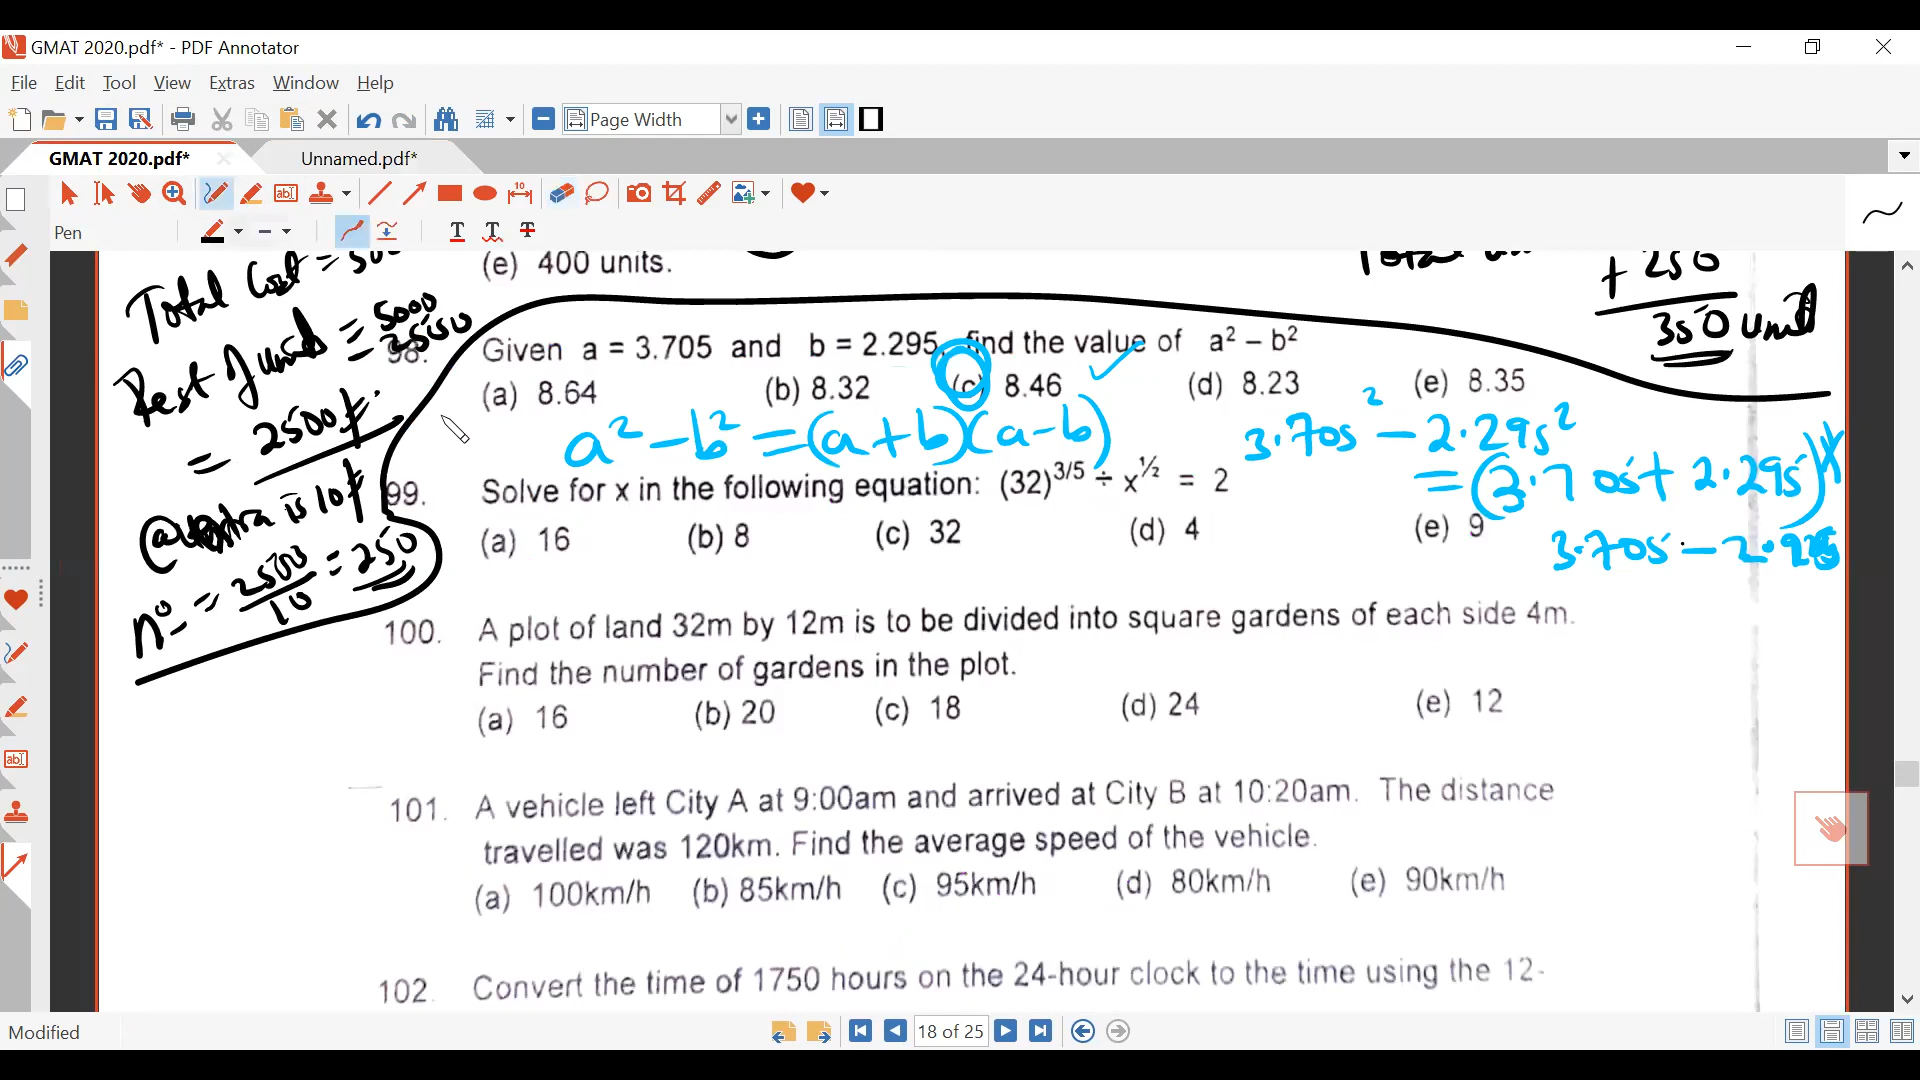 GMAT 2020.pdf* - PDF Annotator
File Edit Tool View Extras Window Help
Page Width
GMAT 2020.pdf* Unnamed.pdf*
Pen
(e) 400 units.
Total Cost =
+ 250
350 units
Rest of units = 5000
= 2500
98. Given a = 3.705 and b = 2.295, find the value of a² – b²
(a) 8.64 (b) 8.32 (c) 8.46 (d) 8.23 (e) 8.35
= 2500
a² – b² = (a+b)(a-b)
3.705² – 2.295²
= (3.705 + 2.295)
3.705 –
99. Solve for x in the following equation: (32)^3/5 ÷ x^½ = 2
(a) 16 (b) 8 (c) 32 (d) 4 (e) 9
extra is 10
nº = 2500/10 = 250
100. A plot of land 32m by 12m is to be divided into square gardens of each side 4m.
Find the number of gardens in the plot.
(a) 16 (b) 20 (c) 18 (d) 24 (e) 12
101. A vehicle left City A at 9:00am and arrived at City B at 10:20am. The distance
travelled was 120km. Find the average speed of the vehicle.
(a) 100km/h (b) 85km/h (c) 95km/h (d) 80km/h (e) 90km/h
102. Convert the time of 1750 hours on the 24-hour clock to the time using the 12-
Modified
18 of 25